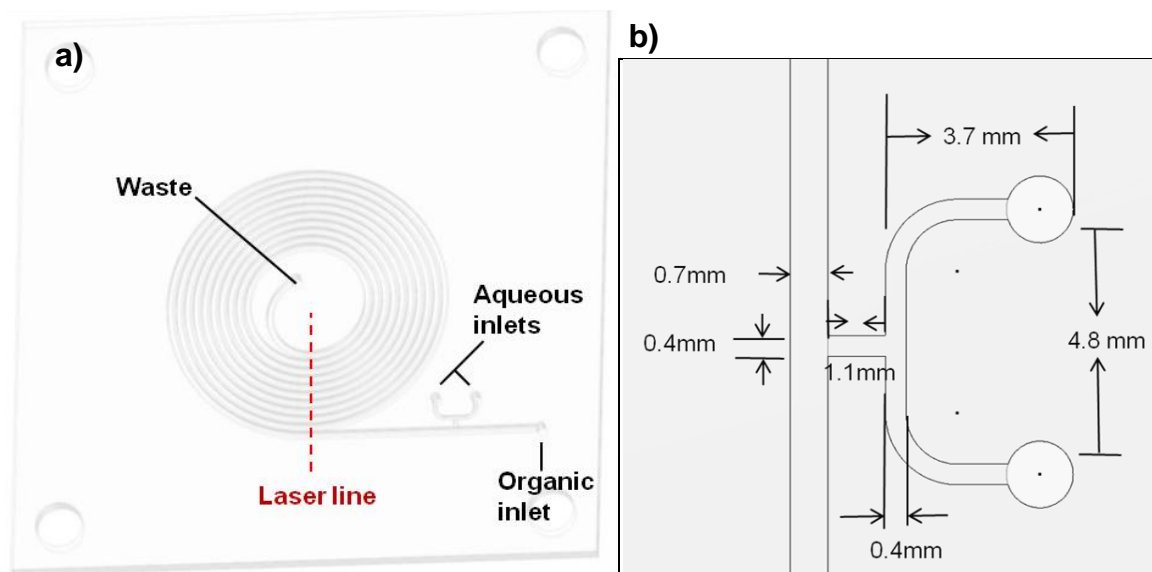 a)
Waste
Aqueous
inlets
Laser line
Organic
inlet
b)
3.7 mm
0.7mm
0.4mm
1.1mm
4.8 mm
0.4mm